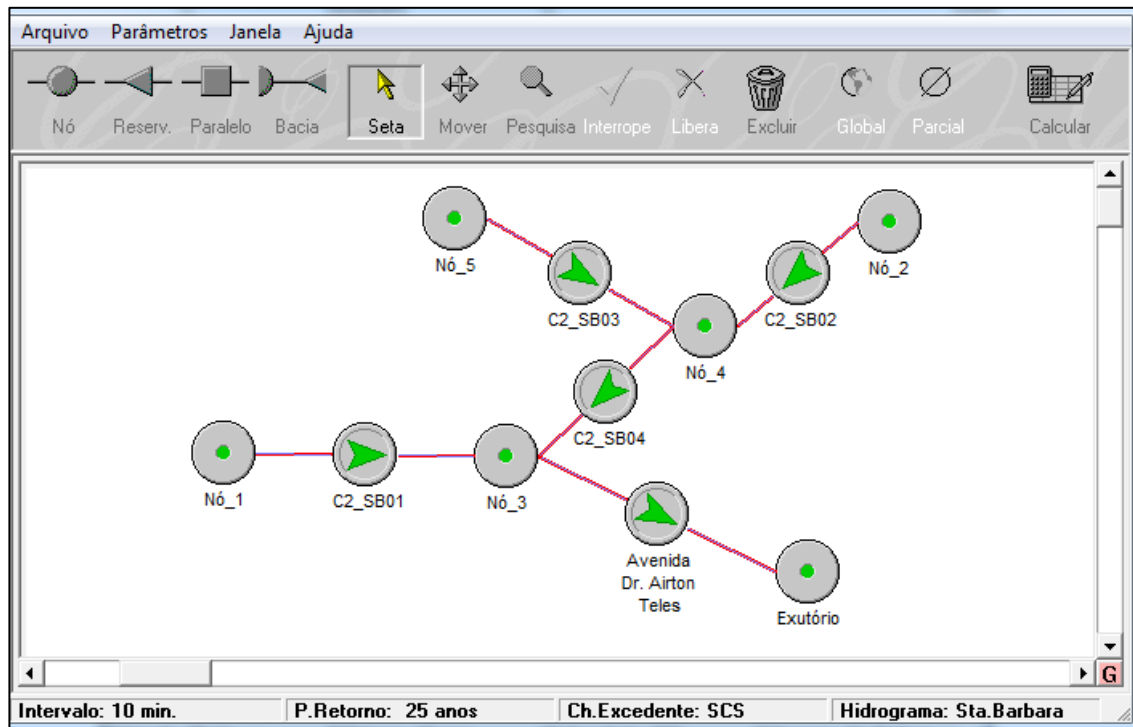 Arquivo Parâmetros Janela Ajuda
Nó Reserv. Paralelo Bacia Seta Mover Pesquisa Interrope Libera Excluir Global Parcial Calcular
Nó_5
Nó_2
C2_SB03
C2_SB02
Nó_4
C2_SB04
Nó_1
C2_SB01
Nó_3
Avenida
Dr. Airton
Teles
Exutório
G
Intervalo: 10 min. P.Retorno: 25 anos Ch.Excedente: SCS Hidrograma: Sta.Barbara